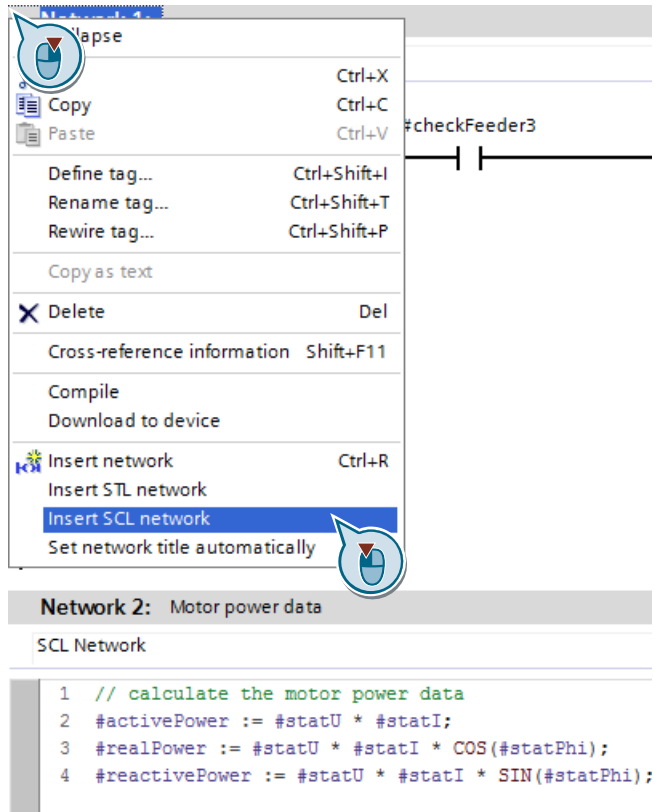 Network 1:
lapse
Ctrl+X
Copy Ctrl+C
Paste Ctrl+V
#checkFeeder3
Define tag... Ctrl+Shift+I
Rename tag... Ctrl+Shift+T
Rewire tag... Ctrl+Shift+P
Copy as text
Delete Del
Cross-reference information Shift+F11
Compile
Download to device
Insert network Ctrl+R
Insert STL network
Insert SCL network
Set network title automatically
Network 2: Motor power data
SCL Network
1 // calculate the motor power data
2 #activePower := #statU * #statI;
3 #realPower := #statU * #statI * COS(#statPhi);
4 #reactivePower := #statU * #statI * SIN(#statPhi);